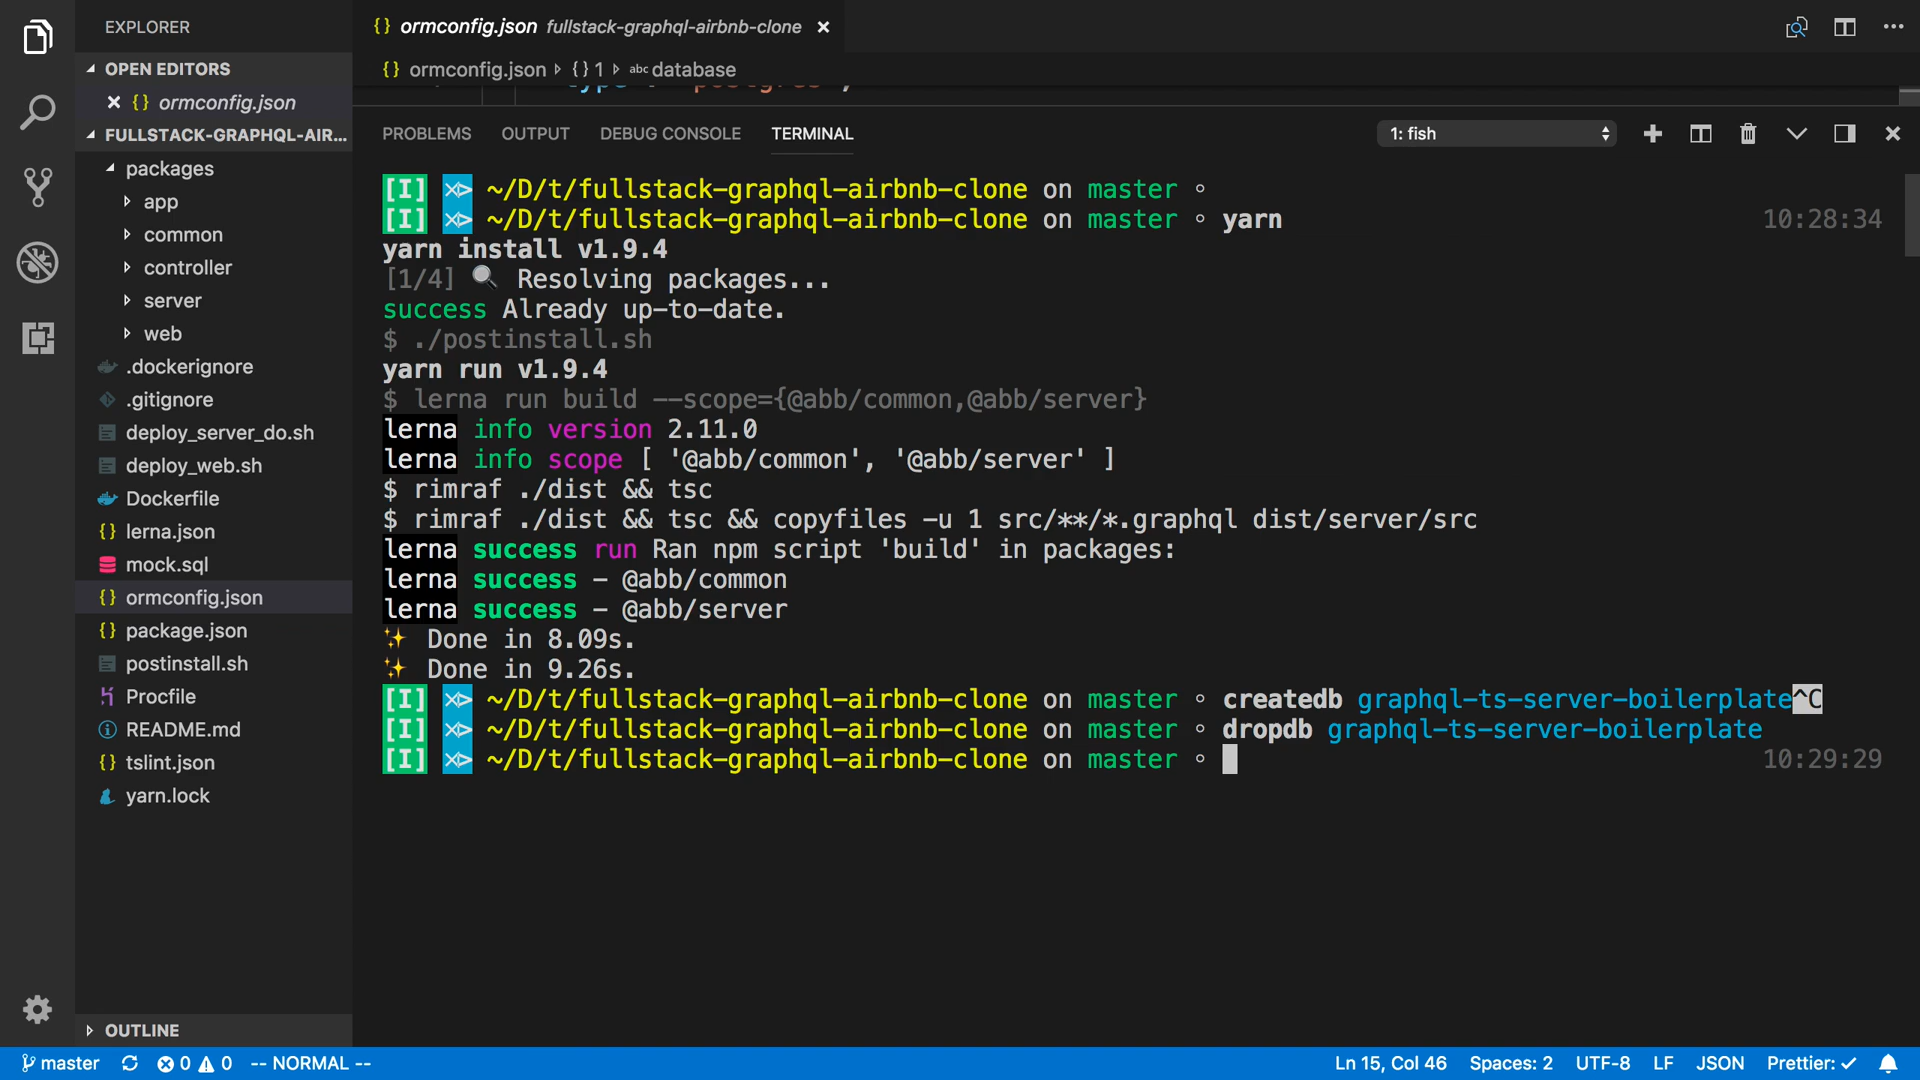 EXPLORER
OPEN EDITORS
ormconfig.json
FULLSTACK-GRAPHQL-AIR...
packages
app
common
controller
server
web
.dockerignore
.gitignore
deploy_server_do.sh
deploy_web.sh
Dockerfile
lerna.json
mock.sql
ormconfig.json
package.json
postinstall.sh
Procfile
README.md
tslint.json
yarn.lock
OUTLINE
{} ormconfig.json fullstack-graphql-airbnb-clone
{} ormconfig.json {} 1 abc database
PROBLEMS OUTPUT DEBUG CONSOLE TERMINAL 1: fish
[I] ~/D/t/fullstack-graphql-airbnb-clone on master ◦
[I] ~/D/t/fullstack-graphql-airbnb-clone on master ◦ yarn 10:28:34
yarn install v1.9.4
[1/4] 🔍 Resolving packages...
success Already up-to-date.
$ ./postinstall.sh
yarn run v1.9.4
$ lerna run build --scope={@abb/common,@abb/server}
lerna info version 2.11.0
lerna info scope [ '@abb/common', '@abb/server' ]
$ rimraf ./dist && tsc
$ rimraf ./dist && tsc && copyfiles -u 1 src/**/*.graphql dist/server/src
lerna success run Ran npm script 'build' in packages:
lerna success - @abb/common
lerna success - @abb/server
✨ Done in 8.09s.
✨ Done in 9.26s.
[I] ~/D/t/fullstack-graphql-airbnb-clone on master ◦ createdb graphql-ts-server-boilerplate^C
[I] ~/D/t/fullstack-graphql-airbnb-clone on master ◦ dropdb graphql-ts-server-boilerplate
[I] ~/D/t/fullstack-graphql-airbnb-clone on master ◦ 10:29:29
master 0 0 -- NORMAL -- Ln 15, Col 46 Spaces: 2 UTF-8 LF JSON Prettier: ✓